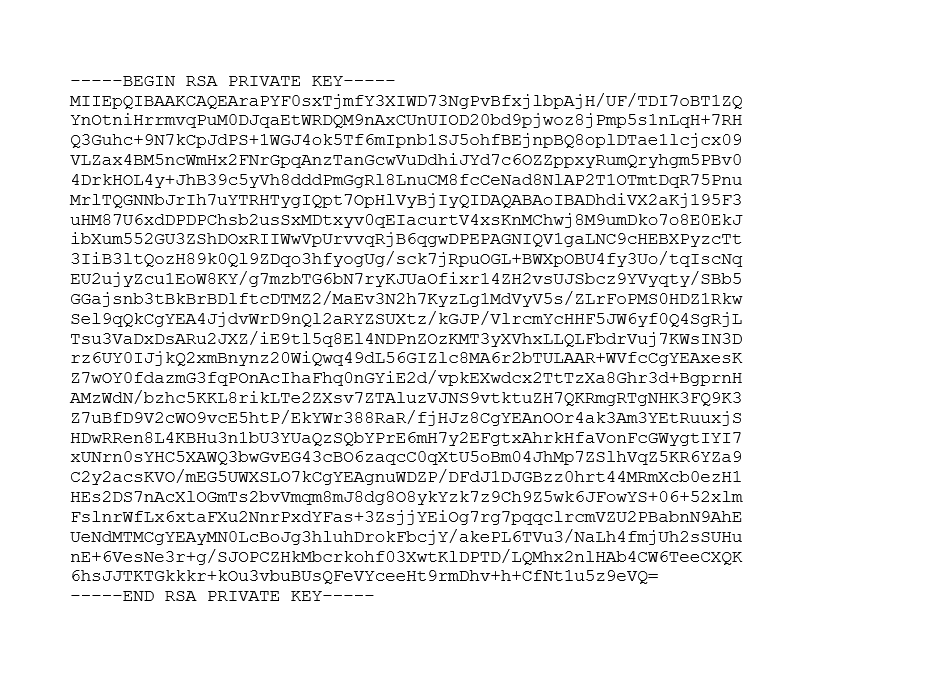 -----BEGIN RSA PRIVATE KEY-----
MIIEpQIBAAKCAQEAraPYF0sxTjmfY3XIWD73NgPvBfxjlbpAjH/UF/TDI7oBT1ZQ
YnOtniHrrmvqPuM0DJqaEtWRDQM9nAxCUnUIOD20bd9pjwoz8jPmp5s1nLqH+7RH
Q3Guhc+9N7kCpJdPS+1WGJ4ok5Tf6mIpnb1SJ5ohfBEjnpBQ8oplDTae1lcjcx09
VLZax4BM5ncWmHx2FNrGpqAnzTanGcwVuDdhiJYd7c6OZZppxyRumQryhgm5PBv0
4DrkHOL4y+JhB39c5yVh8dddPmGgRl8LnuCM8fcCeNad8NlAP2T1OTmtDqR75Pnu
MrlTQGNNbJrIh7uYTRHTygIQpt7OpHlVyBjIyQIDAQABAoIBADhdiVX2aKj195F3
uHM87U6xdDPDPChsb2usSxMDtxyv0qEIacurtV4xsKnMChwj8M9umDko7o8E0EkJ
ibXum552GU3ZShDOxRIIWwVpUrvvqRjB6qgwDPEPAGNIQV1gaLNC9cHEBXPyzcTt
3IiB3ltQozH89k0Ql9ZDqo3hfyogUg/sck7jRpuOGL+BWXpOBU4fy3Uo/tqIscNq
EU2ujyZcu1EoW8KY/g7mzbTG6bN7ryKJUaOfixr14ZH2vsUJSbcz9YVyqty/SBb5
GGajsnb3tBkBrBDlftcDTMZ2/MaEv3N2h7KyzLg1MdVyV5s/ZLrFoPMS0HDZ1Rkw
Sel9qQkCgYEA4JjdvWrD9nQl2aRYZSUXtz/kGJP/VlrcmYcHHF5JW6yf0Q4SgRjL
Tsu3VaDxDsARu2JXZ/iE9tl5q8El4NDPnZOzKMT3yXVhxLLQLFbdrVuj7KWsIN3D
rz6UY0IJjkQ2xmBnynz20WiQwq49dL56GIZlc8MA6r2bTULAAR+WVfcCgYEAxesK
Z7wOY0fdazmG3fqPOnAcIhaFhq0nGYiE2d/vpkEXwdcx2TtTzXa8Ghr3d+BgprnH
AMzWdN/bzhc5KKL8rikLTe2ZXsv7ZTAluzVJNS9vtktuZH7QKRmgRTgNHK3FQ9K3
Z7uBfD9V2cWO9vcE5htP/EkYWr388RaR/fjHJz8CgYEAnOOr4ak3Am3YEtRuuxjS
HDwRRen8L4KBHu3n1bU3YUaQzSQbYPrE6mH7y2EFgtxAhrkHfaVonFcGWygtIYI7
xUNrn0sYHC5XAWQ3bwGvEG43cBO6zaqcC0qXtU5oBm04JhMp7ZSlhVqZ5KR6YZa9
C2y2acsKVO/mEG5UWXSLO7kCgYEAgnuWDZP/DFdJ1DJGBzz0hrt44MRmXcb0ezH1
HEs2DS7nAcXlOGmTs2bvVmqm8mJ8dg8O8ykYzk7z9Ch9Z5wk6JFowYS+06+52xlm
FslnrWfLx6xtaFXu2NnrPxdYFas+3ZsjjYEiOg7rg7pqqclrcmVZU2PBabnN9AhE
UeNdMTMCgYEAyMN0LcBoJg3hluhDrokFbcjY/akePL6TVu3/NaLh4fmjUh2sSUHu
nE+6VesNe3r+g/SJOPCZHkMbcrkohf03XwtKlDPTD/LQMhx2nlHAb4CW6TeeCXQK
6hsJJTKTGkkkr+kOu3vbuBUsQFeVYceeHt9rmDhv+h+CfNt1u5z9eVQ=
-----END RSA PRIVATE KEY-----